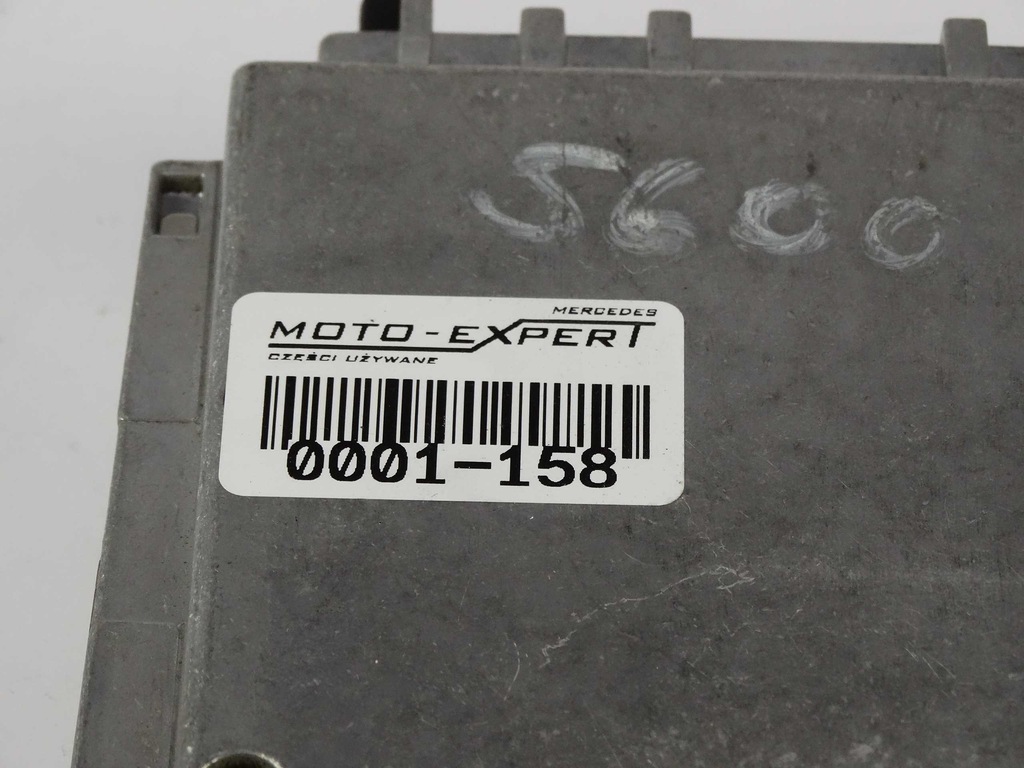 S600
MERCEDES
MOTO-EXPERT
CZĘŚCI UŻYWANE
0001-158